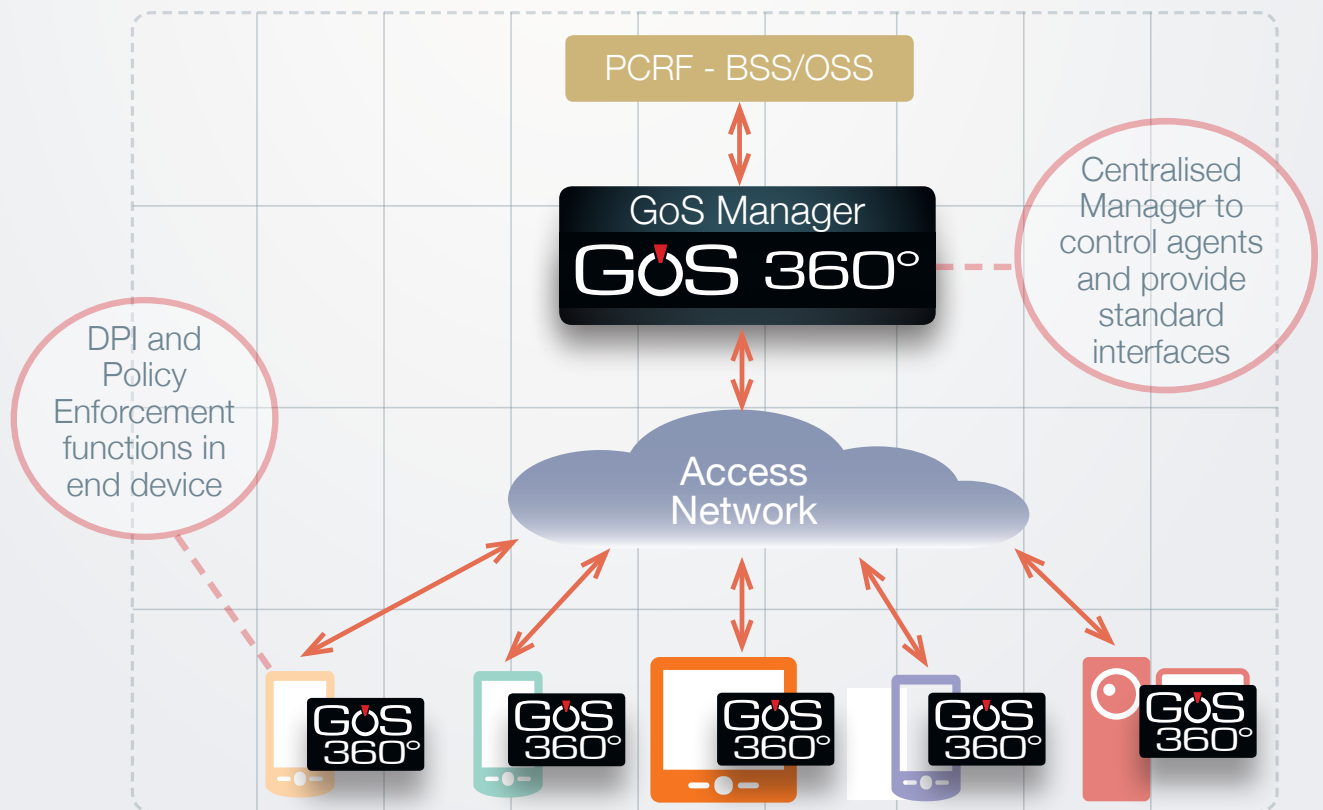 PCRF - BSS/OSS
GoS Manager
GoS 360°
Centralised
Manager to
control agents
and provide
standard
interfaces
DPI and
Policy
Enforcement
functions in
end device
Access
Network
GoS
360°
GoS
360°
GoS
360°
GoS
360°
GoS
360°